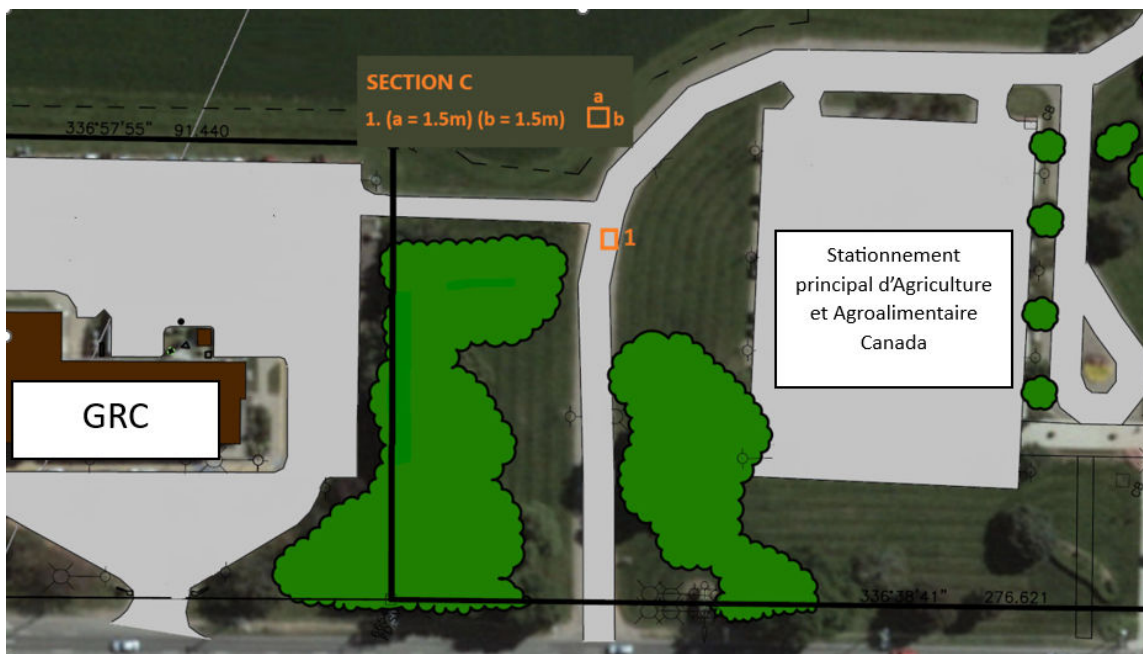 SECTION C
1. (a = 1.5m) (b = 1.5m)
a
b
336°57'55" 91.440
1
Stationnement
principal d'Agriculture
et Agroalimentaire
Canada
GRC
336°38'41" 276.621